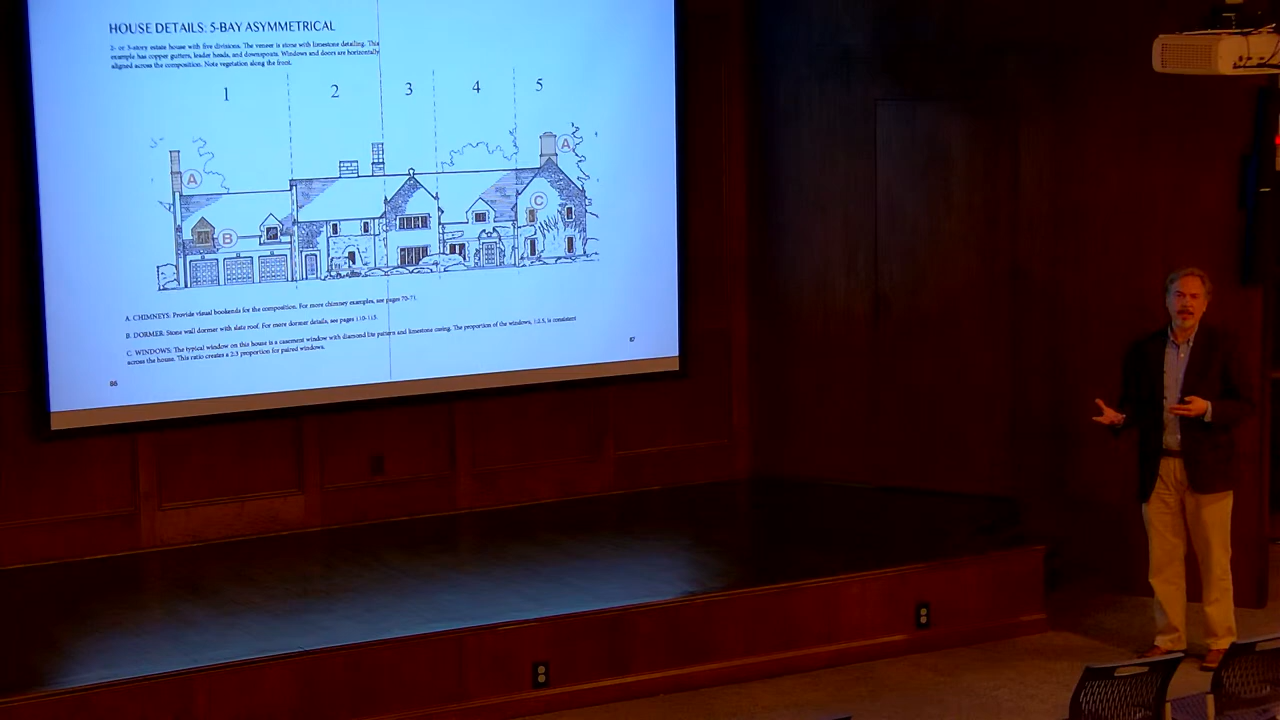 HOUSE DETAILS: 5-BAY ASYMMETRICAL
2- or 3-story estate house with five divisions. The veneer is stone with limestone detailing. This
example has copper gutters, leader heads, and downspouts. Windows and doors are horizontally
aligned across the composition. Note vegetation along the front.
1 2 3 4 5
A A
C
B
A. CHIMNEYS: Provide visual bookends for the composition. For more chimney examples, see pages 70-71.
B. DORMER: Stone wall dormer with slate roof. For more dormer details, see pages 110-115.
C. WINDOWS: The typical window on this house is a casement window with diamond lite pattern and limestone casing. The proportion of the windows, 1:2.5, is consistent
across the house. This ratio creates a 2:3 proportion for paired windows.
86 87